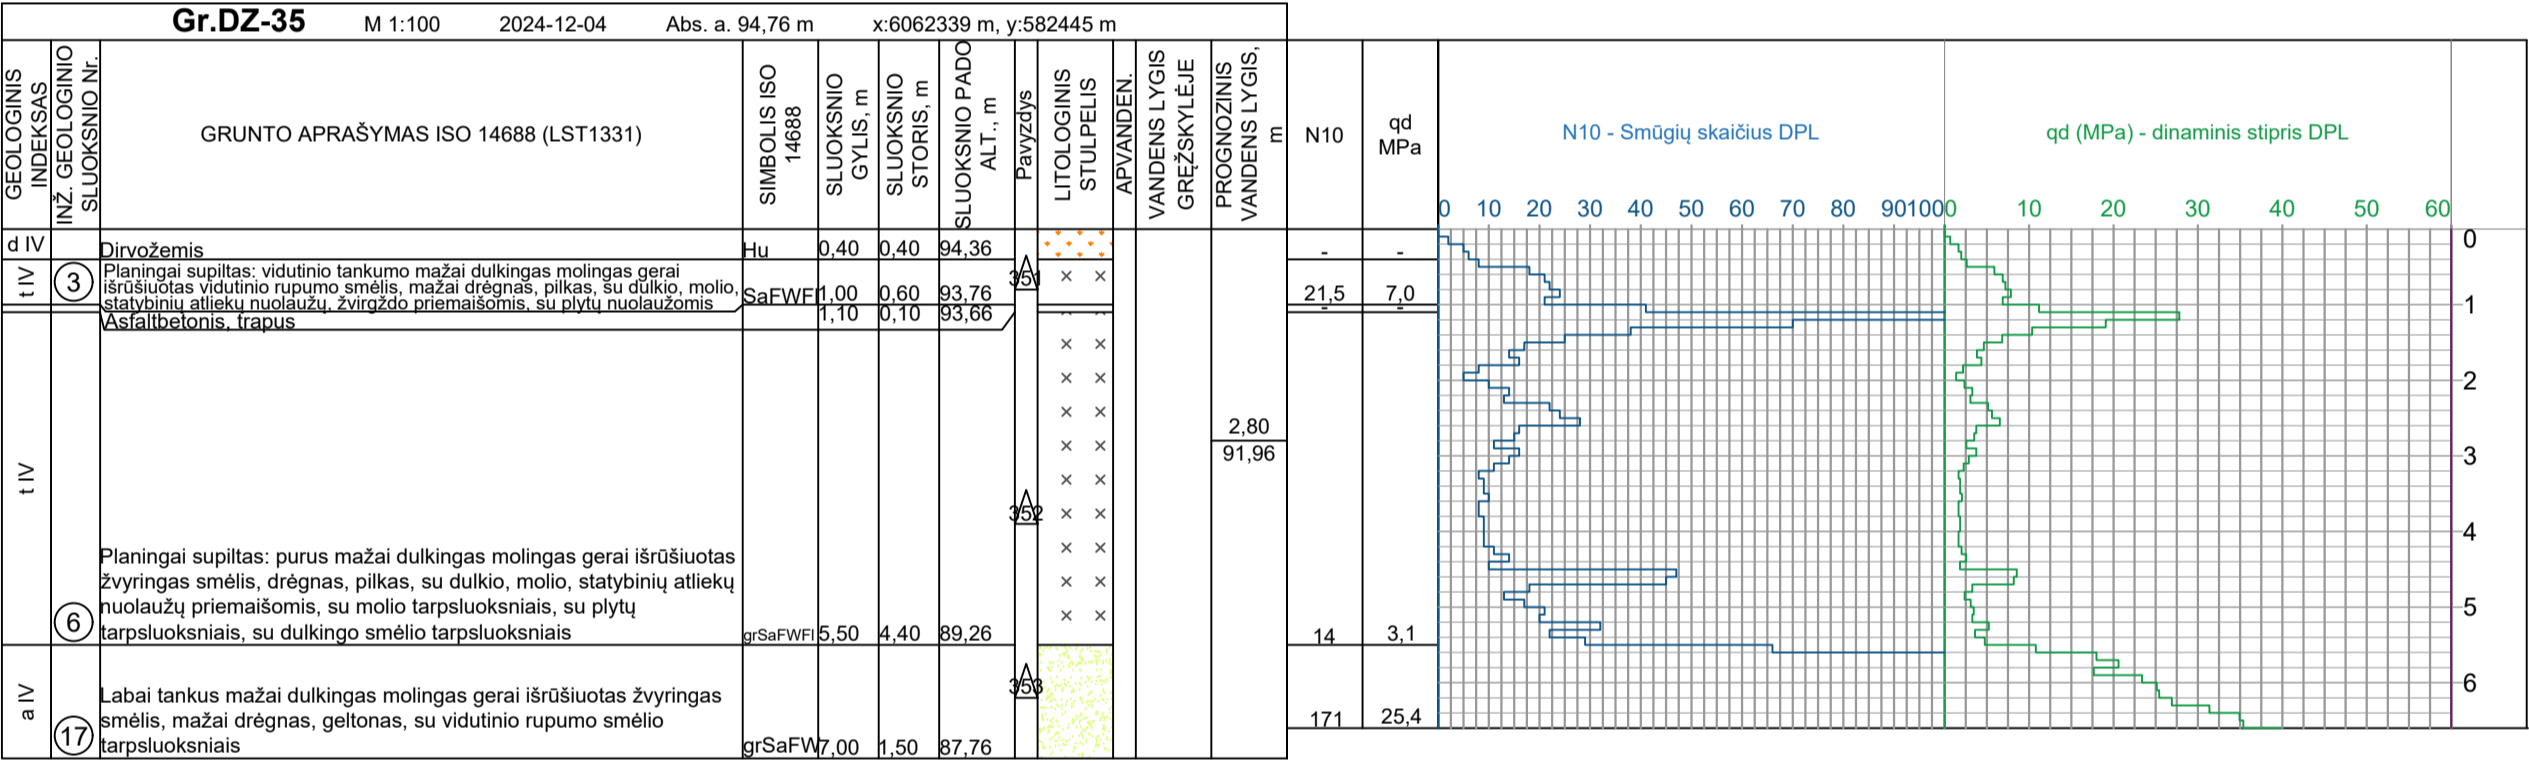 Gr.DZ-35 M 1:100 2024-12-04 Abs. a. 94,76 m x:6062339 m, y:582445 m
GEOLOGINIS
INDEKSAS
INŽ. GEOLOGINIO
SLUOKSNIO Nr.
GRUNTO APRAŠYMAS ISO 14688 (LST1331)
SIMBOLIS ISO
14688
SLUOKSNIO
GYLIS, m
SLUOKSNIO
STORIS, m
SLUOKSNIO PADO
ALT., m
Pavyzdys
LITOLOGINIS
STULPELIS
APVANDEN.
VANDENS LYGIS
GRĘŽSKYLĖJE
PROGNOZINIS
VANDENS LYGIS,
m
N10
qd
MPa
N10 - Smūgių skaičius DPL
qd (MPa) - dinaminis stipris DPL
0 10 20 30 40 50 60 70 80 90 100
0 10 20 30 40 50 60
d IV
Dirvožemis
Hu 0,40 0,40 94,36
- -
t IV
3
Planingai supiltas: vidutinio tankumo mažai dulkingas molingas gerai
išrūšiuotas vidutinio rupumo smėlis, mažai drėgnas, pilkas, su dulkio, molio,
statybinių atliekų nuolaužų, žvirgždo priemaišomis, su plytų nuolaužomis
SaFWFI 1,00 0,60 93,76
351
21,5 7,0
Asfaltbetonis, trapus
1,10 0,10 93,66
- -
t IV
2,80
91,96
352
6
Planingai supiltas: purus mažai dulkingas molingas gerai išrūšiuotas
žvyringas smėlis, drėgnas, pilkas, su dulkio, molio, statybinių atliekų
nuolaužų priemaišomis, su molio tarpsluoksniais, su plytų
tarpsluoksniais, su dulkingo smėlio tarpsluoksniais
grSaFWFI 5,50 4,40 89,26
14 3,1
a IV
353
17
Labai tankus mažai dulkingas molingas gerai išrūšiuotas žvyringas
smėlis, mažai drėgnas, geltonas, su vidutinio rupumo smėlio
tarpsluoksniais
grSaFW 7,00 1,50 87,76
171 25,4
0
1
2
3
4
5
6